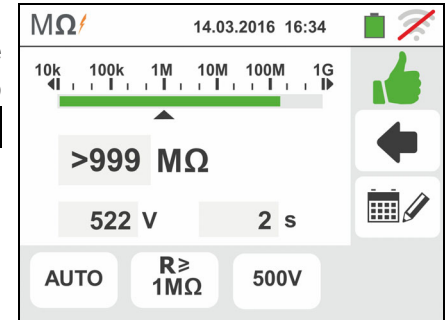 MΩ 14.03.2016 16:34
10k 100k 1M 10M 100M 1G
>999 MΩ
522 V 2 s
AUTO R≥ 1MΩ 500V